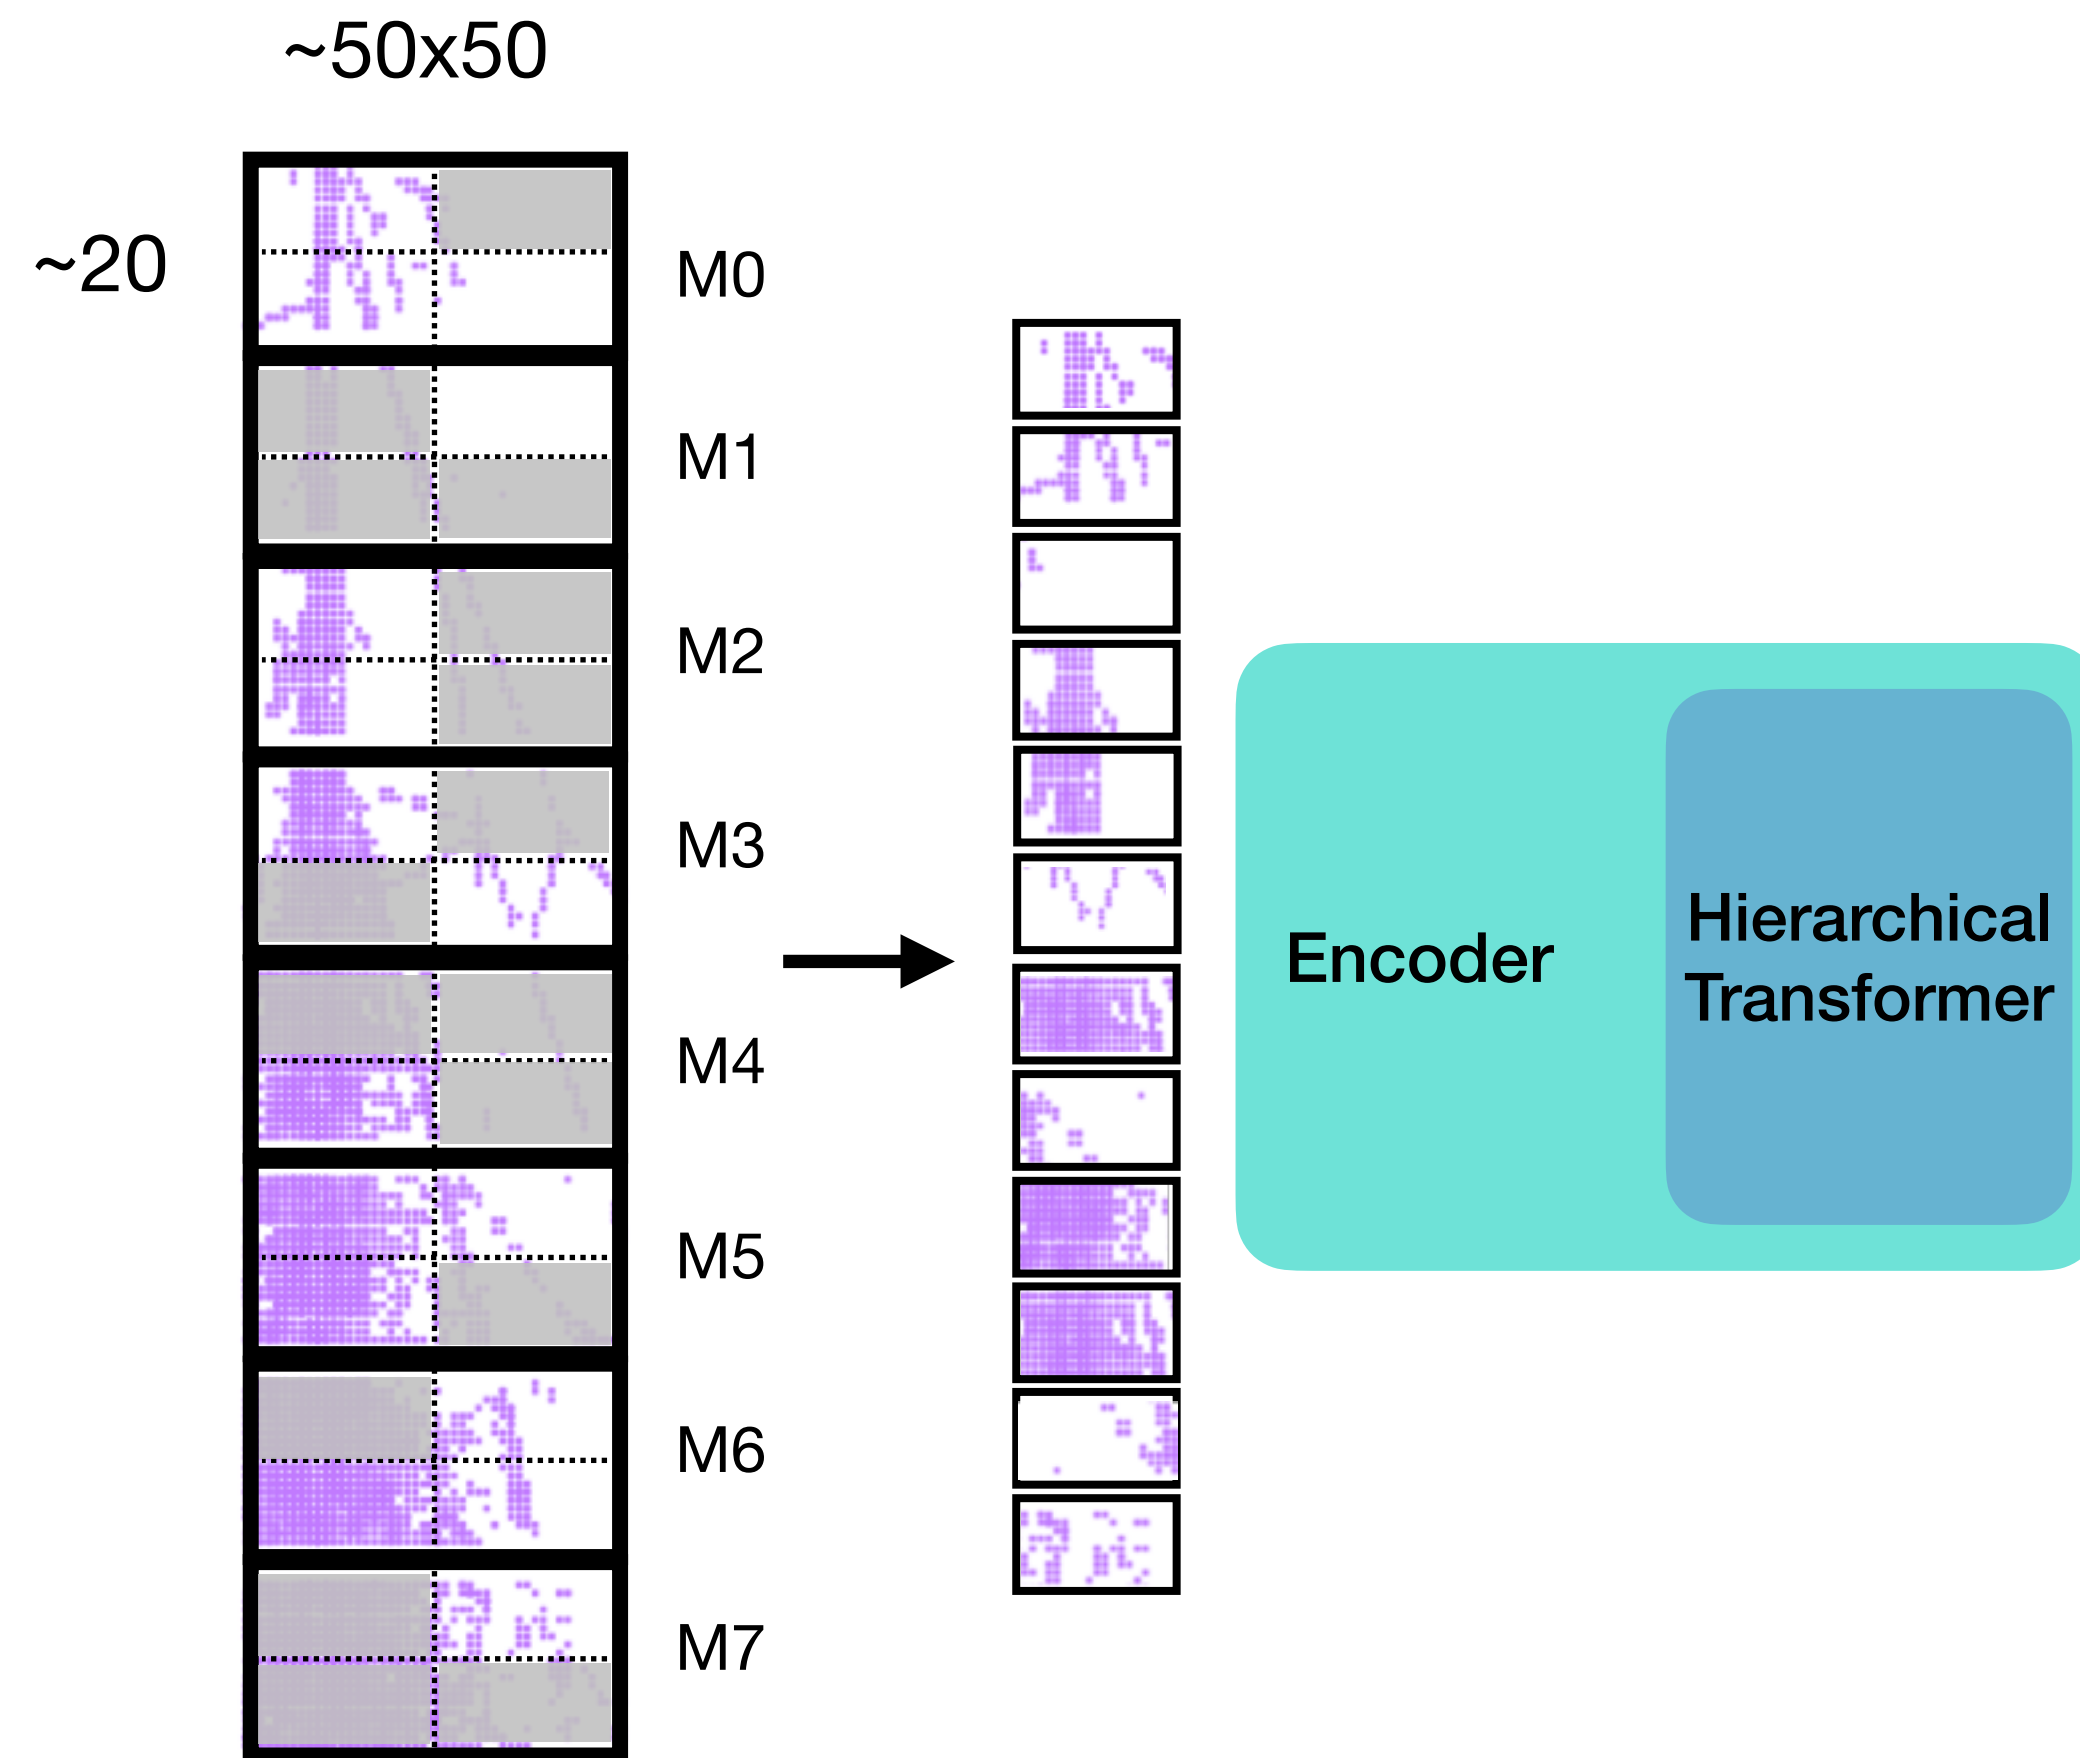 ~50x50
~20
M0
M1
M2
M3
M4
M5
M6
M7
Encoder
Hierarchical
Transformer